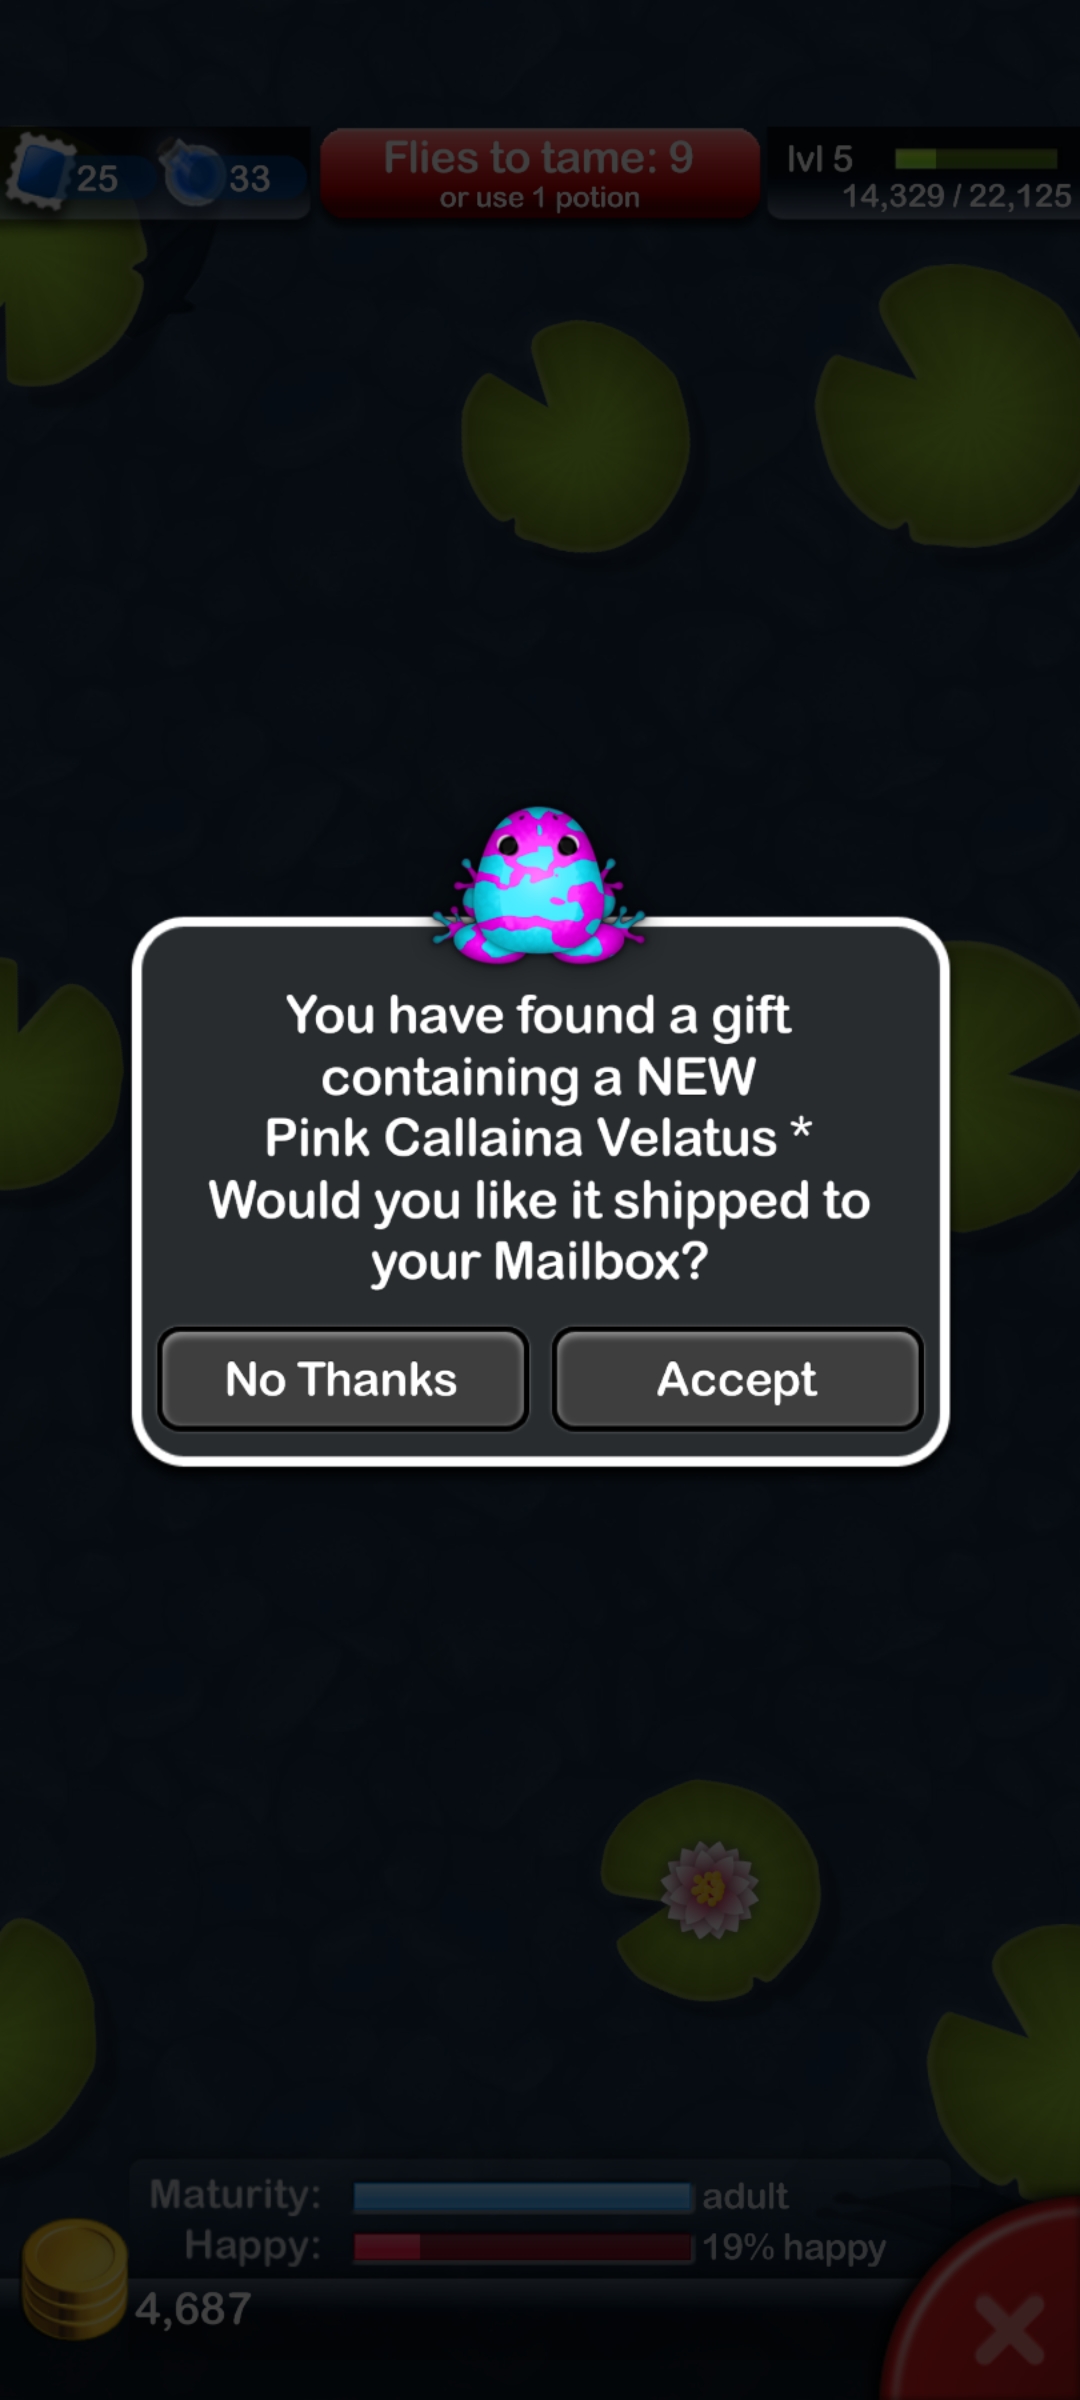 25
33
Flies to tame: 9
or use 1 potion
lvl 5
14,329 / 22,125
You have found a gift
containing a NEW
Pink Callaina Velatus *
Would you like it shipped to
your Mailbox?
No Thanks
Accept
Maturity:
adult
Happy:
19% happy
4,687